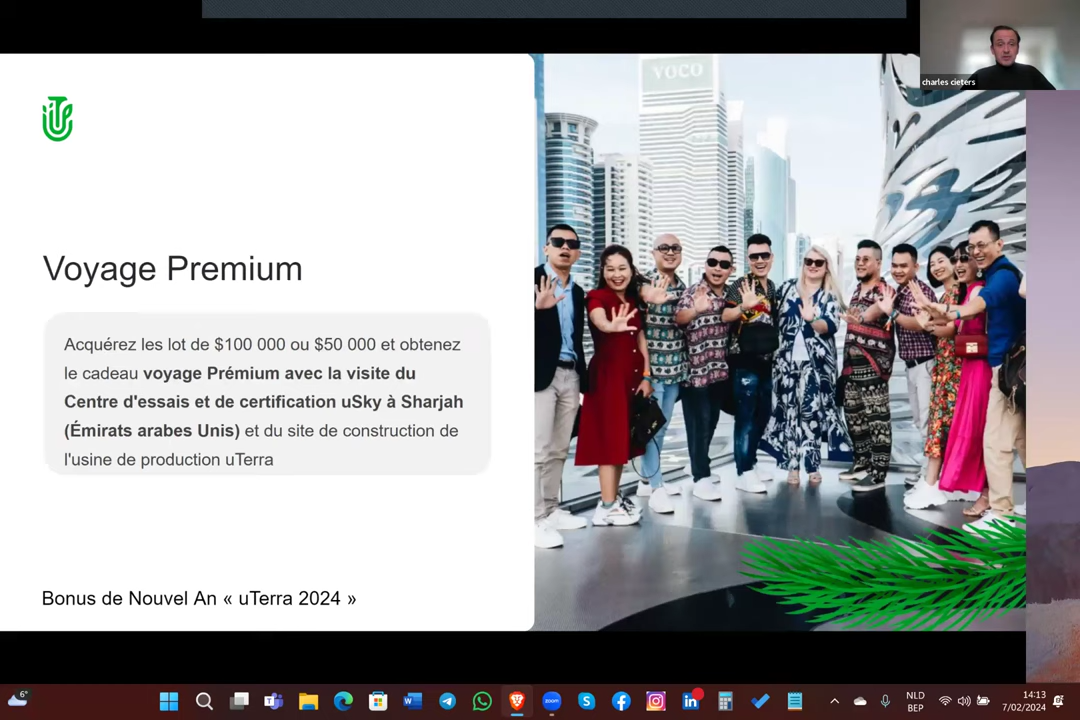 VOCO
charles cieters
Voyage Premium
Acquérez les lot de $100 000 ou $50 000 et obtenez
le cadeau voyage Prémium avec la visite du
Centre d'essais et de certification uSky à Sharjah
(Émirats arabes Unis) et du site de construction de
l'usine de production uTerra
Bonus de Nouvel An « uTerra 2024 »
6°
zoom
NLD
BEP
14:13
7/02/2024